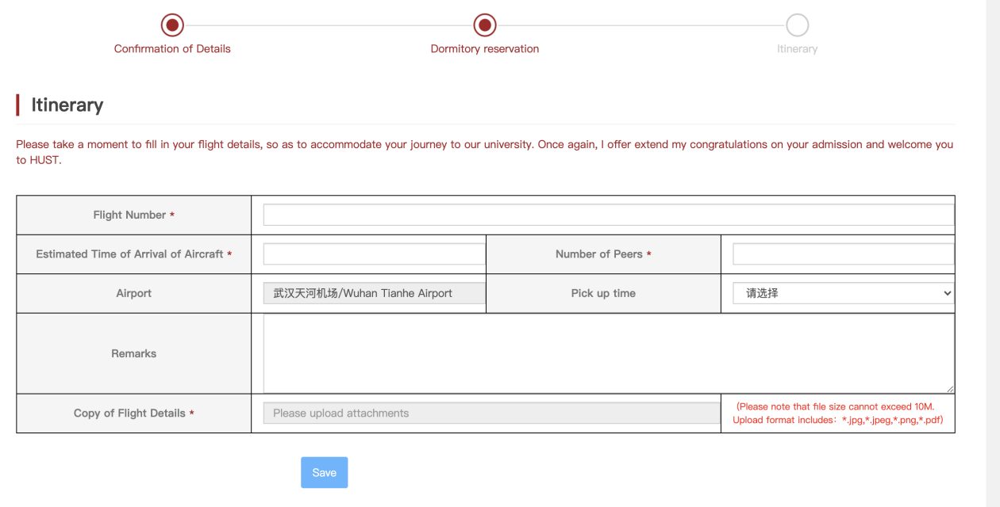 Confirmation of Details
Dormitory reservation
Itinerary
Itinerary
Please take a moment to fill in your flight details, so as to accommodate your journey to our university. Once again, I offer extend my congratulations on your admission and welcome you
to HUST.
Flight Number *
Estimated Time of Arrival of Aircraft *
Number of Peers *
Airport
武汉天河机场/Wuhan Tianhe Airport
Pick up time
请选择
Remarks
Copy of Flight Details *
Please upload attachments
(Please note that file size cannot exceed 10M.
Upload format includes：*.jpg,*.jpeg,*.png,*.pdf)
Save